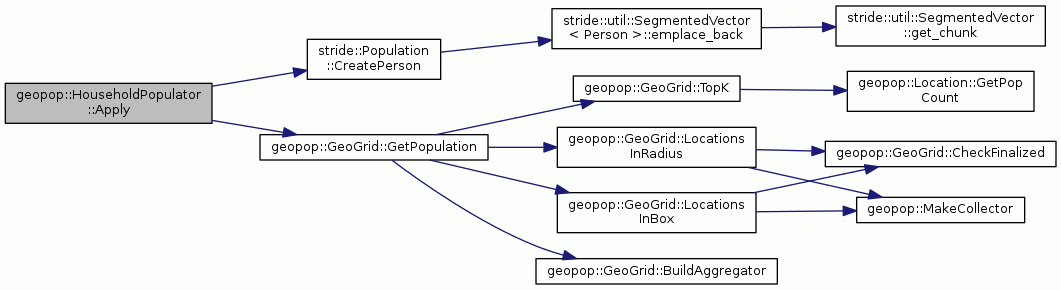 geopop::HouseholdPopulator
::Apply
stride::Population
::CreatePerson
stride::util::SegmentedVector
< Person >::emplace_back
stride::util::SegmentedVector
::get_chunk
geopop::GeoGrid::GetPopulation
geopop::GeoGrid::TopK
geopop::Location::GetPop
Count
geopop::GeoGrid::Locations
InRadius
geopop::GeoGrid::CheckFinalized
geopop::GeoGrid::Locations
InBox
geopop::MakeCollector
geopop::GeoGrid::BuildAggregator